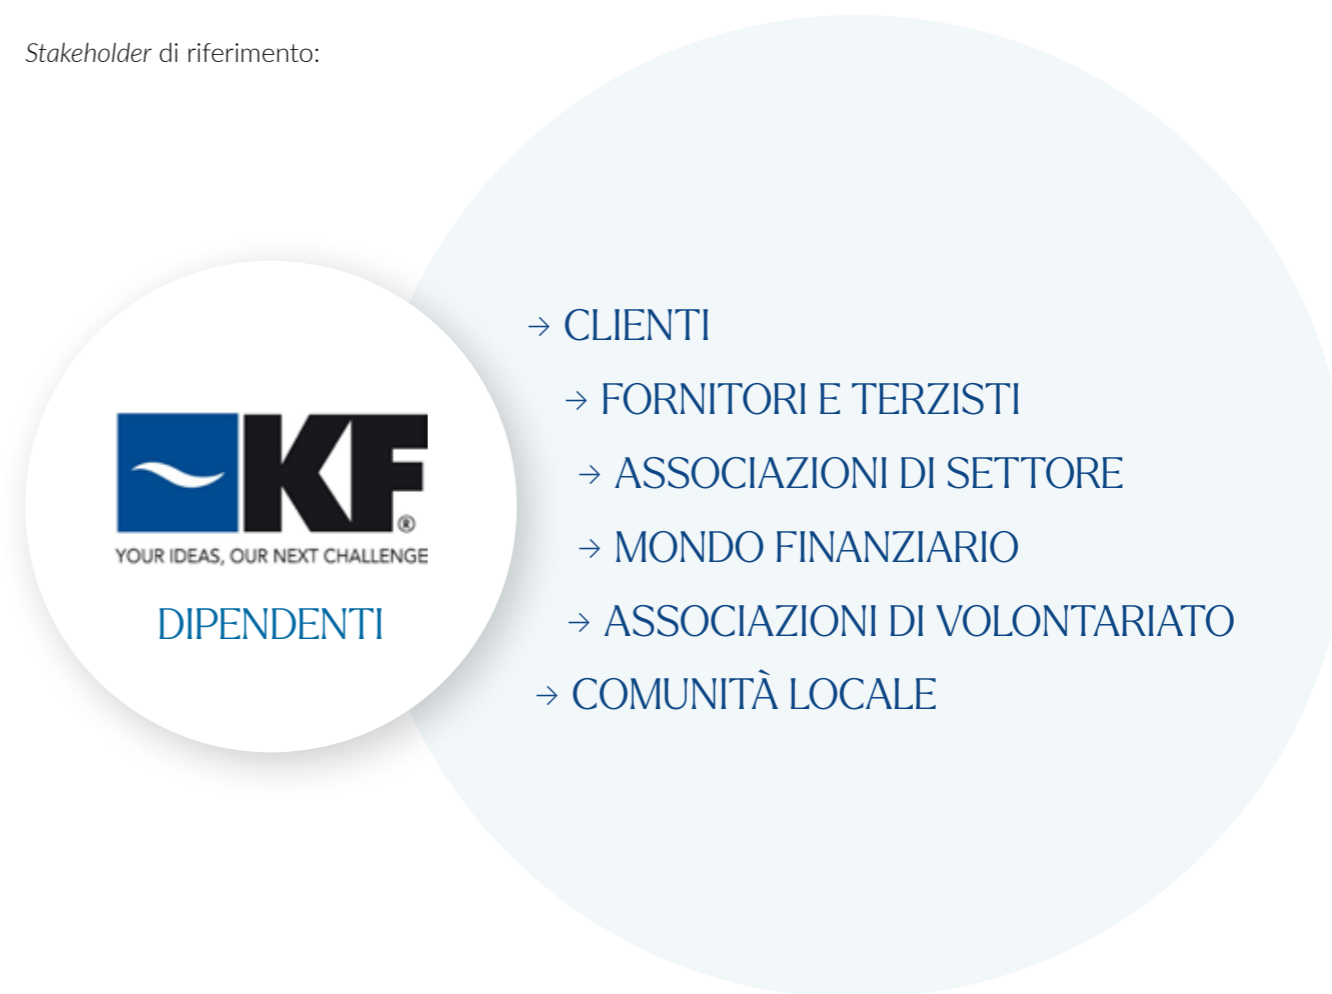 Stakeholder di riferimento:
KF®
YOUR IDEAS, OUR NEXT CHALLENGE
DIPENDENTI
→ CLIENTI
→ FORNITORI E TERZISTI
→ ASSOCIAZIONI DI SETTORE
→ MONDO FINANZIARIO
→ ASSOCIAZIONI DI VOLONTARIATO
→ COMUNITÀ LOCALE